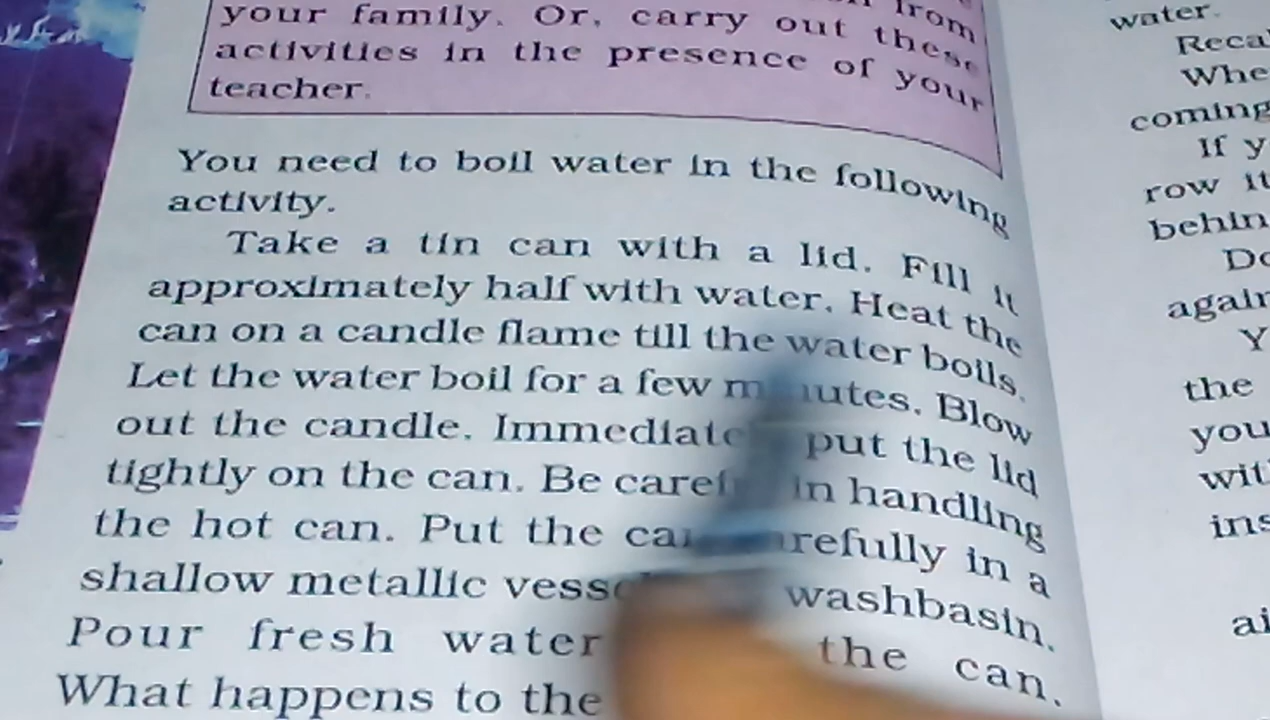 from
your family. Or, carry out these
activities in the presence of your
teacher.
You need to boil water in the following
activity.
Take a tin can with a lid. Fill it
approximately half with water. Heat the
can on a candle flame till the water boils.
Let the water boil for a few minutes. Blow
out the candle. Immediate put the lid
tightly on the can. Be careful in handling
the hot can. Put the can carefully in a
shallow metallic vessel washbasin.
Pour fresh water the can.
What happens to the
water.
Recal
Whe
coming
If y
row it
behin
Do
again
Y
the
you
wit
ins
ai